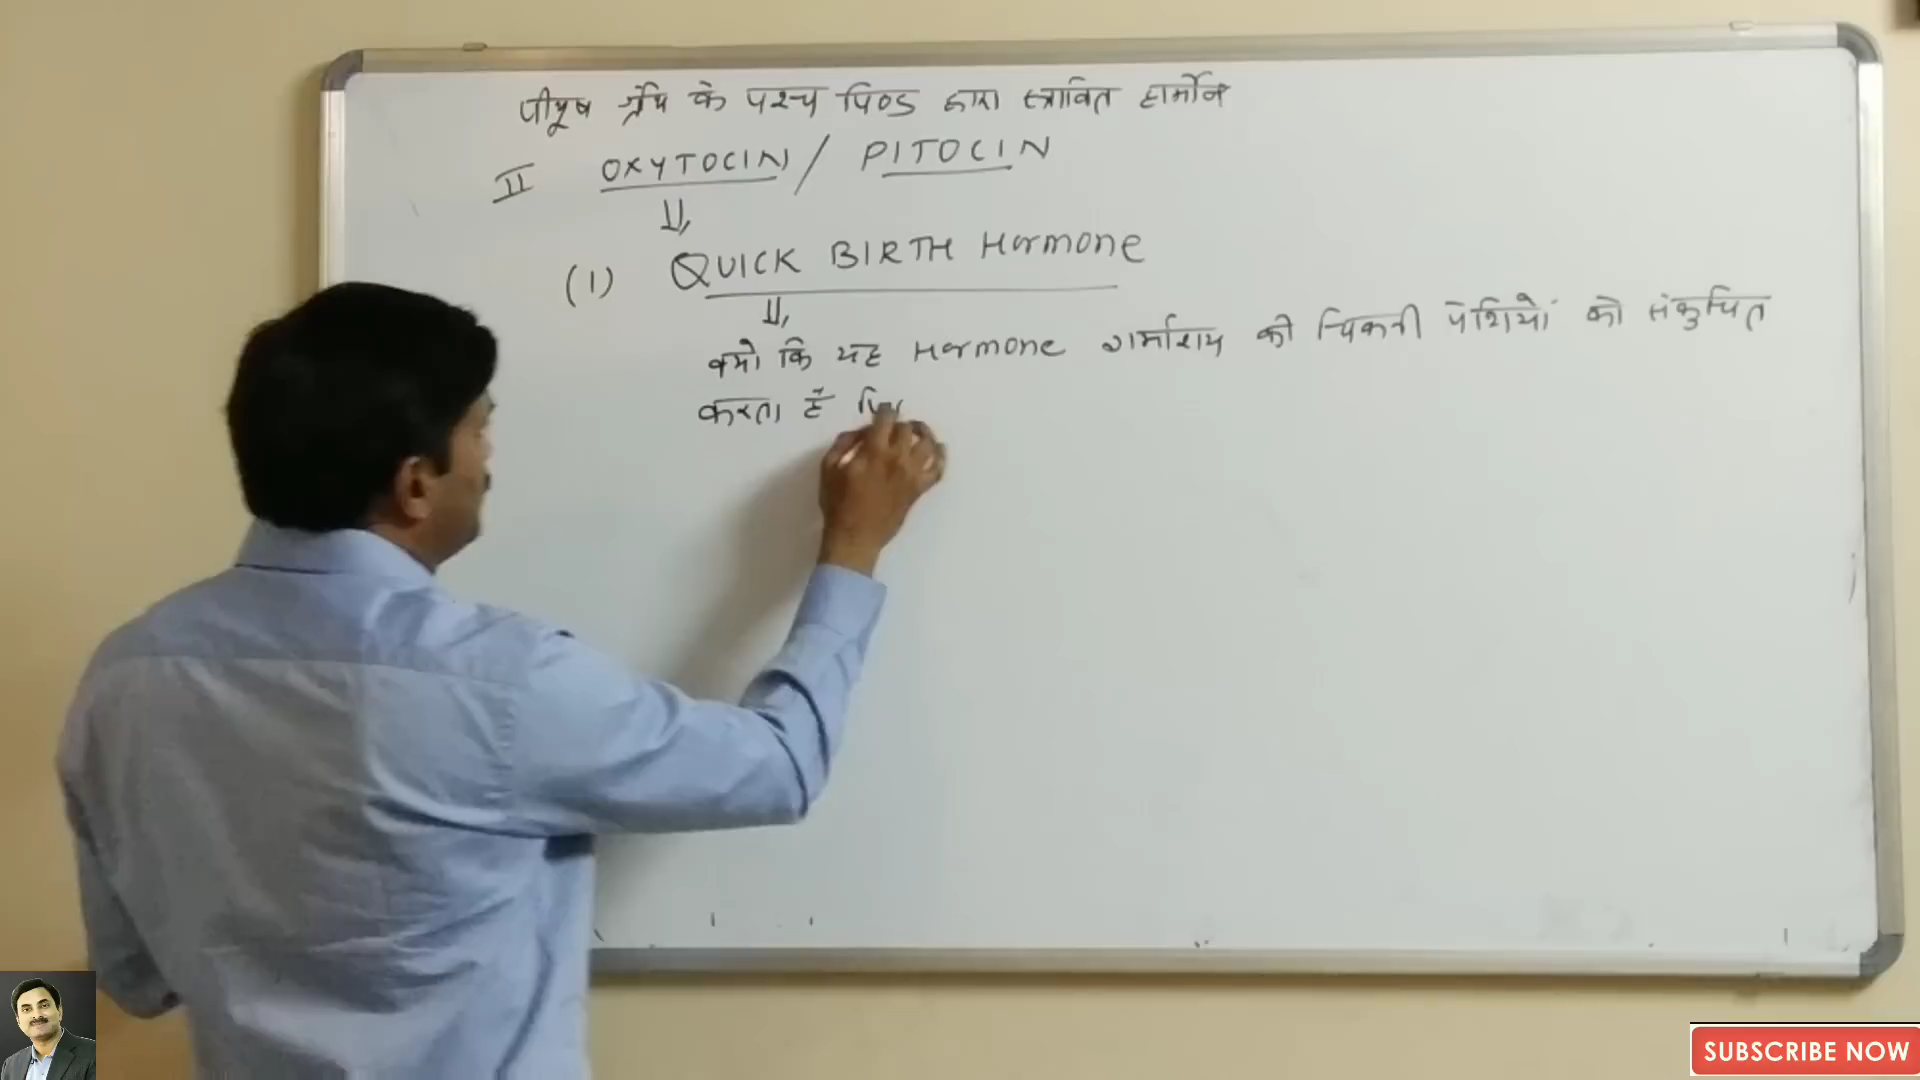 पीयूष ग्रंथि के पश्च पिण्ड द्वारा स्त्रावित हार्मोन
II OXYTOCIN / PITOCIN
(1) QUICK BIRTH Hormone
क्यो कि यह Hormone गर्भाशय की चिकनी पेशियों को संकुचित
करता है
SUBSCRIBE NOW